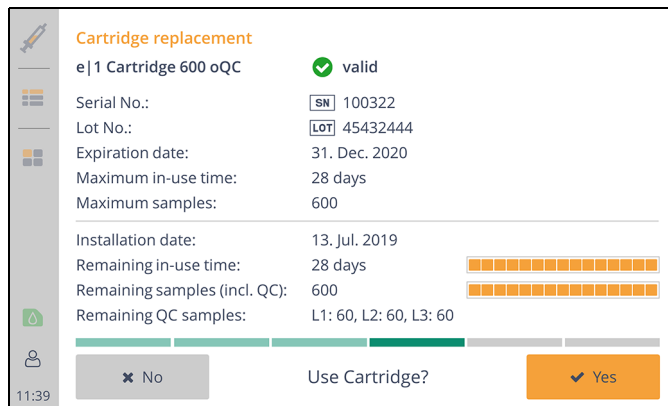 Cartridge replacement
e|1 Cartridge 600 oQC valid
Serial No.: SN 100322
Lot No.: LOT 45432444
Expiration date: 31. Dec. 2020
Maximum in-use time: 28 days
Maximum samples: 600
Installation date: 13. Jul. 2019
Remaining in-use time: 28 days
Remaining samples (incl. QC): 600
Remaining QC samples: L1: 60, L2: 60, L3: 60
No Use Cartridge? Yes
11:39